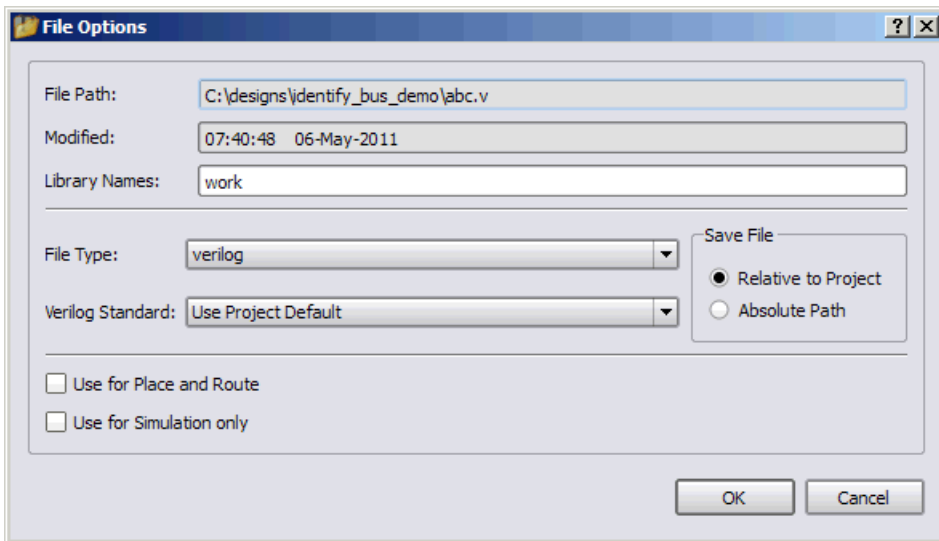 File Options
File Path: C:\designs\identify_bus_demo\abc.v
Modified: 07:40:48 06-May-2011
Library Names: work
Save File
File Type: verilog
Relative to Project
Verilog Standard: Use Project Default
Absolute Path
Use for Place and Route
Use for Simulation only
OK Cancel